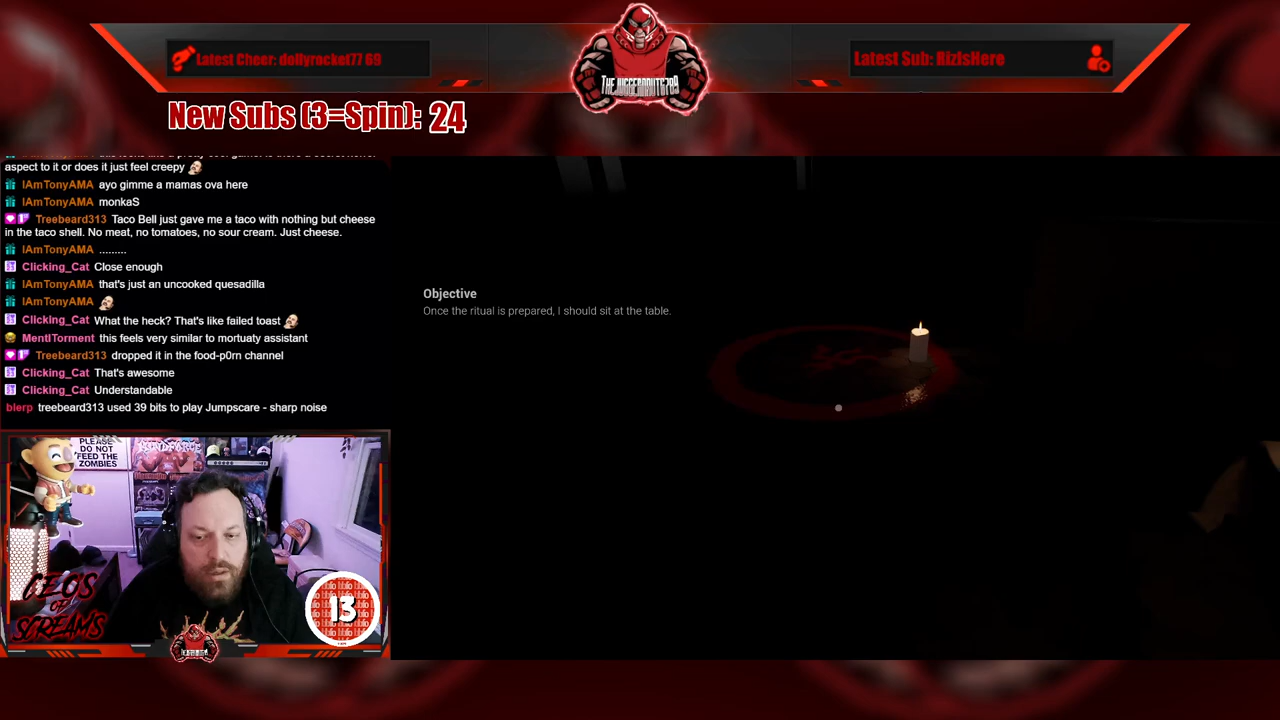 Latest Cheer: dollyrocket77 69
THEJUGGERNAUT6789
Latest Sub: RizIsHere
New Subs (3=Spin): 24
aspect to it or does it just feel creepy
IAmTonyAMA ayo gimme a mamas ova here
IAmTonyAMA monkaS
Treebeard313 Taco Bell just gave me a taco with nothing but cheese
in the taco shell. No meat, no tomatoes, no sour cream. Just cheese.
IAmTonyAMA .........
Clicking_Cat Close enough
IAmTonyAMA that's just an uncooked quesadilla
IAmTonyAMA
Clicking_Cat What the heck? That's like failed toast
MentlTorment this feels very similar to mortuaty assistant
Treebeard313 dropped it in the food-p0rn channel
Clicking_Cat That's awesome
Clicking_Cat Understandable
blerp treebeard313 used 39 bits to play Jumpscare - sharp noise
Objective
Once the ritual is prepared, I should sit at the table.
PLEASE
DO NOT
FEED THE
ZOMBIES
CEO'S
OF
SCREAMS
13